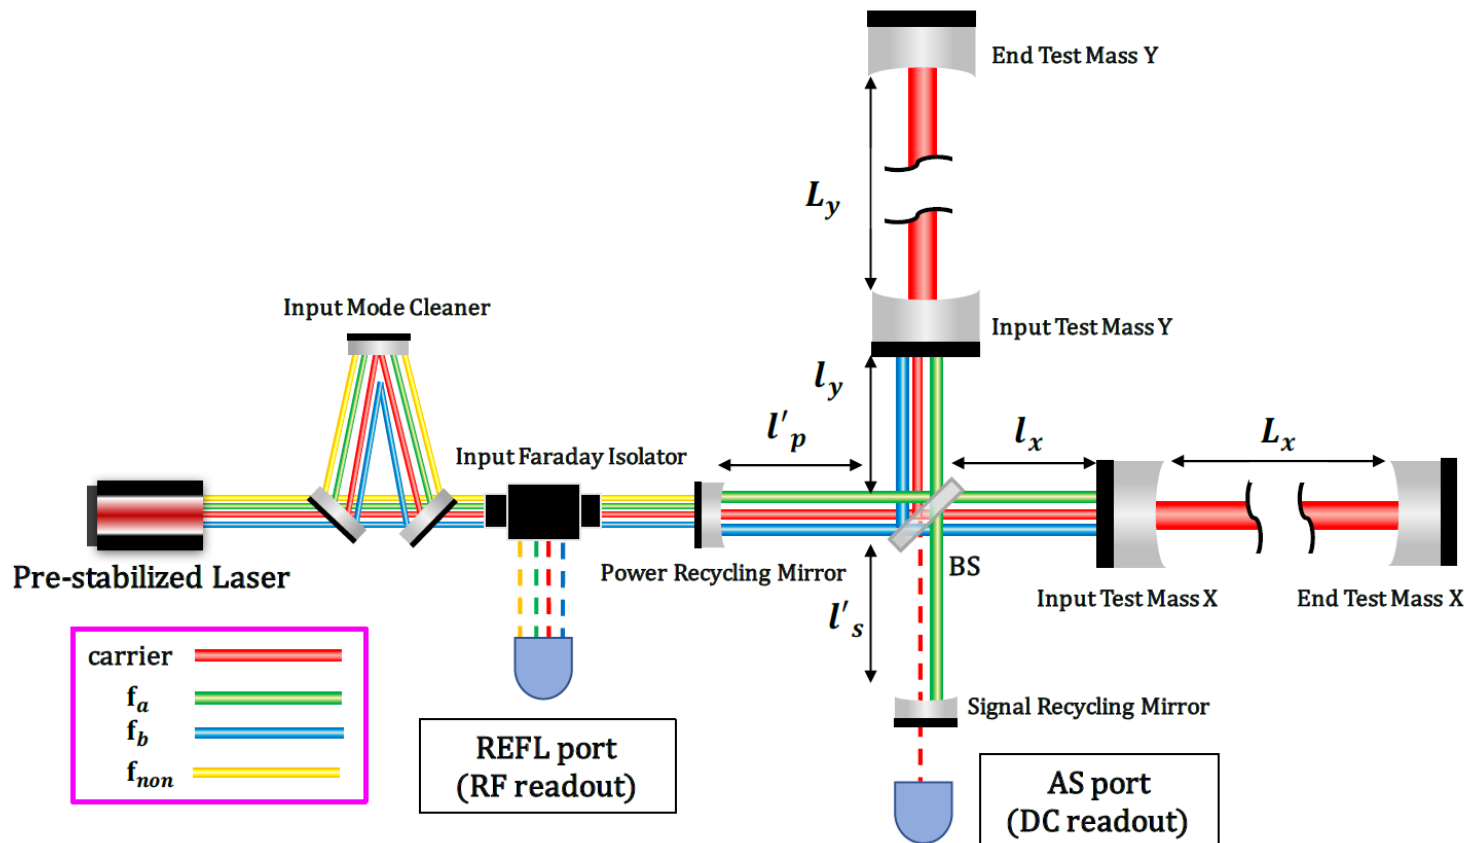 End Test Mass Y
L_y
Input Mode Cleaner
Input Test Mass Y
l_y
l'_p
l_x
L_x
Input Faraday Isolator
Pre-stabilized Laser
Power Recycling Mirror
BS
Input Test Mass X
End Test Mass X
l'_s
carrier
f_a
f_b
f_non
Signal Recycling Mirror
REFL port
(RF readout)
AS port
(DC readout)